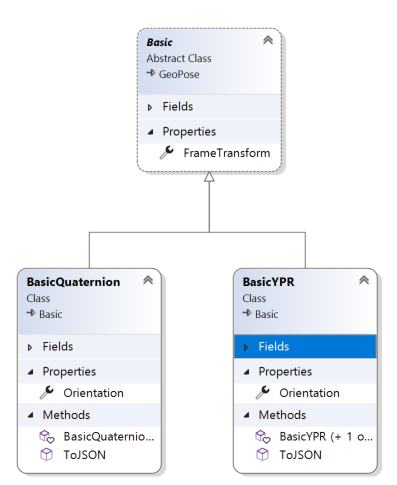 Basic
Abstract Class
GeoPose
Fields
Properties
FrameTransform
BasicQuaternion
Class
Basic
Fields
Properties
Orientation
Methods
BasicQuaternio...
ToJSON
BasicYPR
Class
Basic
Fields
Properties
Orientation
Methods
BasicYPR (+ 1 o...
ToJSON